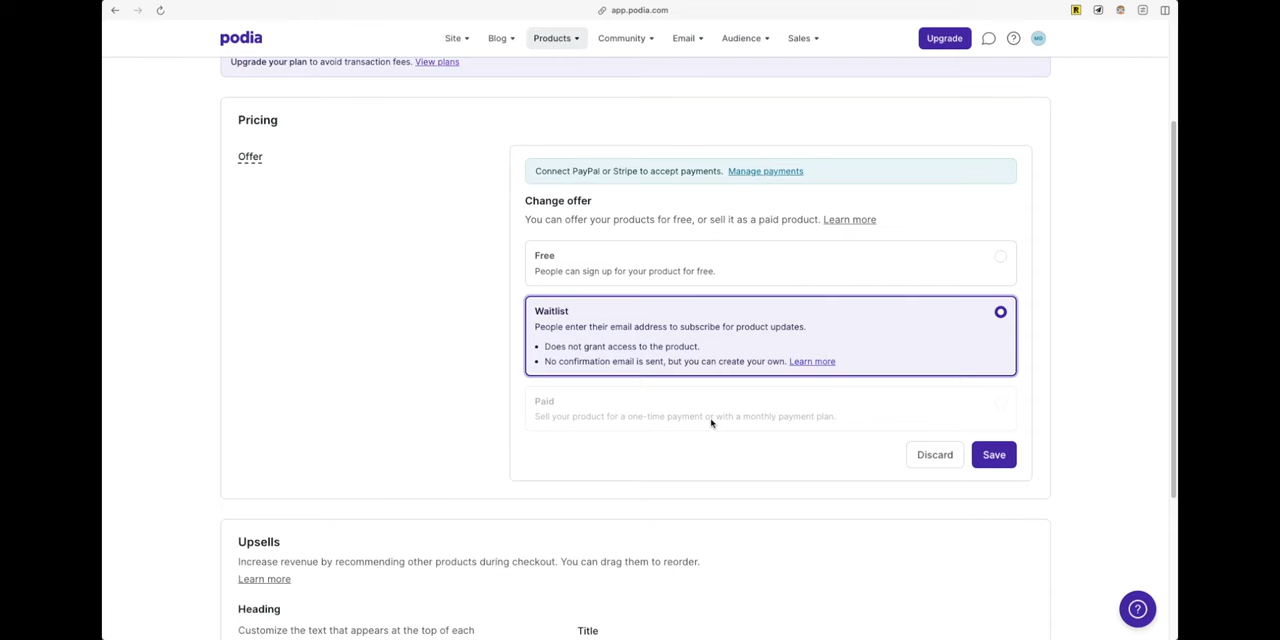 app.podia.com
podia
Site
Blog
Products
Community
Email
Audience
Sales
Upgrade
MD
Upgrade your plan to avoid transaction fees. View plans
Pricing
Offer
Connect PayPal or Stripe to accept payments. Manage payments
Change offer
You can offer your products for free, or sell it as a paid product. Learn more
Free
People can sign up for your product for free.
Waitlist
People enter their email address to subscribe for product updates.
Does not grant access to the product.
No confirmation email is sent, but you can create your own. Learn more
Paid
Sell your product for a one-time payment or with a monthly payment plan.
Discard
Save
Upsells
Increase revenue by recommending other products during checkout. You can drag them to reorder.
Learn more
Heading
Customize the text that appears at the top of each
Title